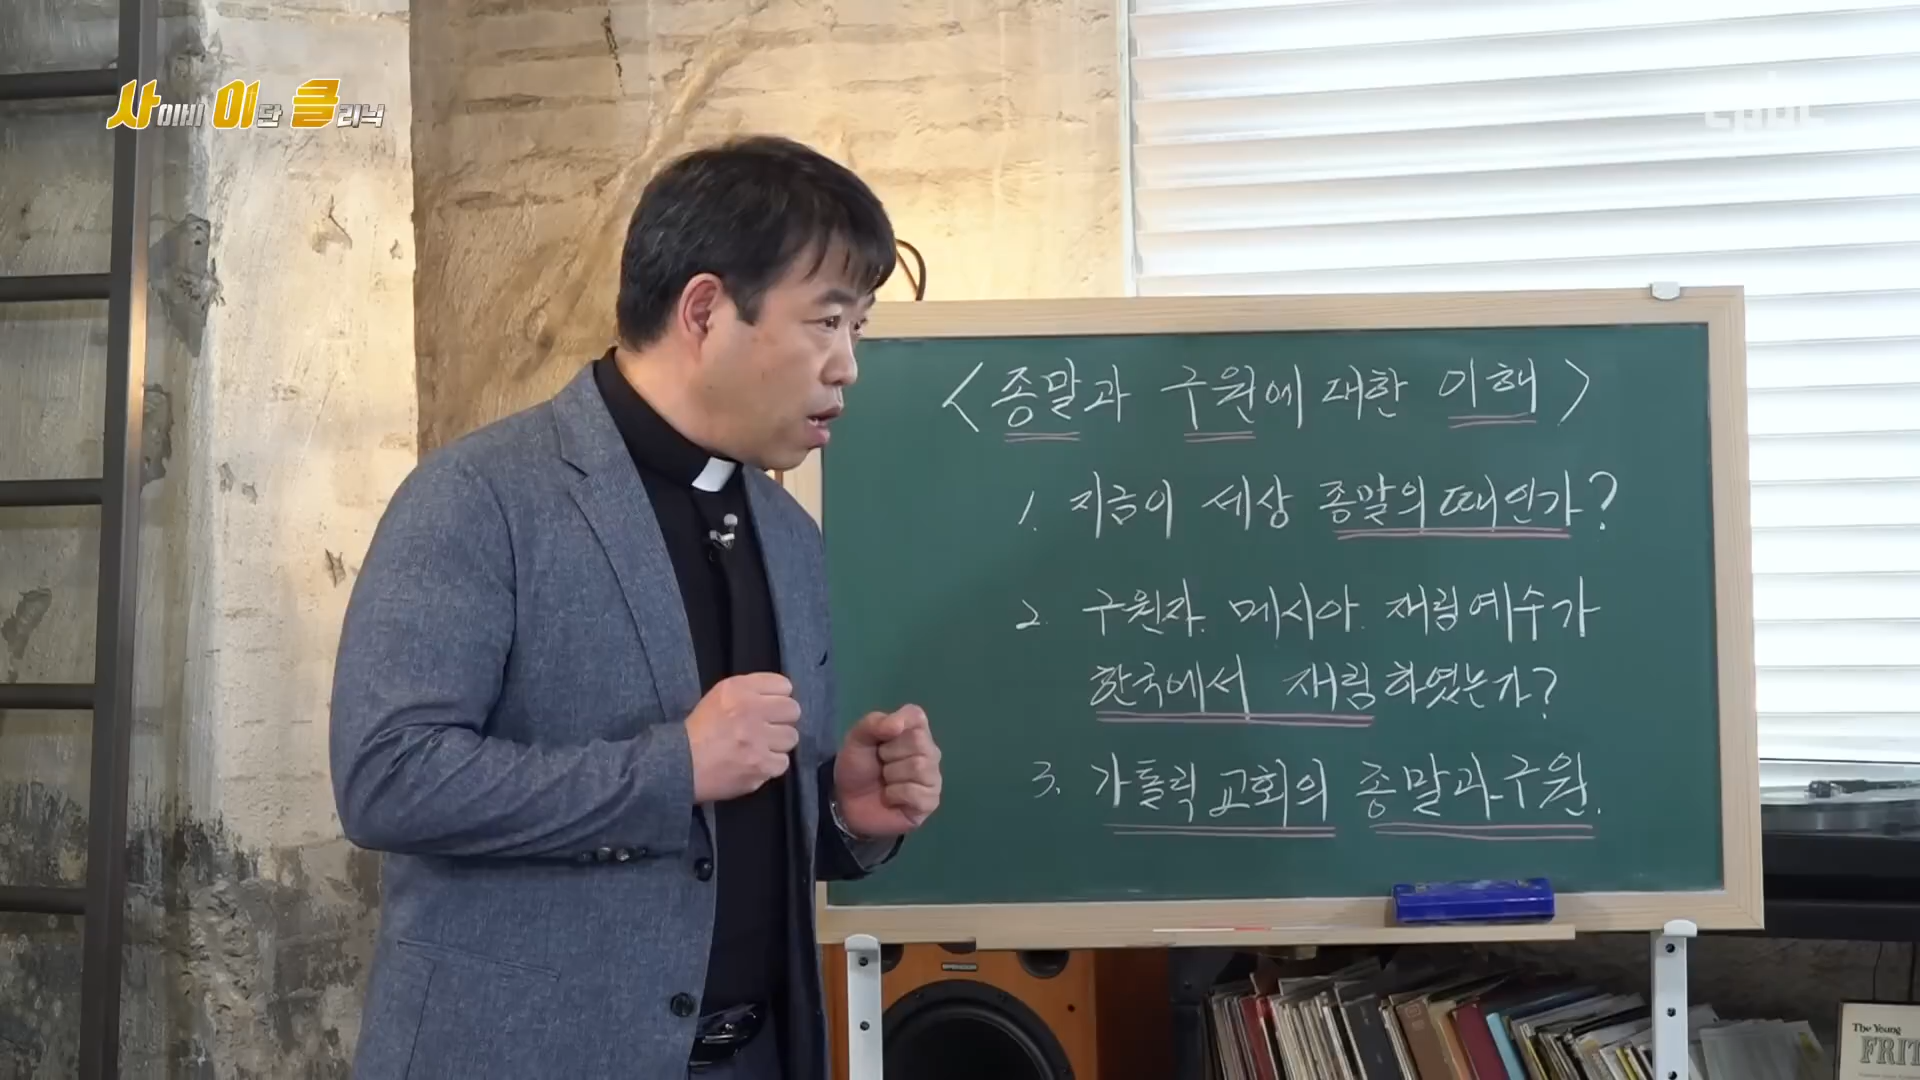 사이비 이단 클리닉
cpbc
<종말과 구원에 대한 이해>
1. 지금이 세상 종말의 때인가?
2. 구원자. 메시아. 재림예수가
한국에서 재림하였는가?
3. 가톨릭 교회의 종말과 구원.
The Young